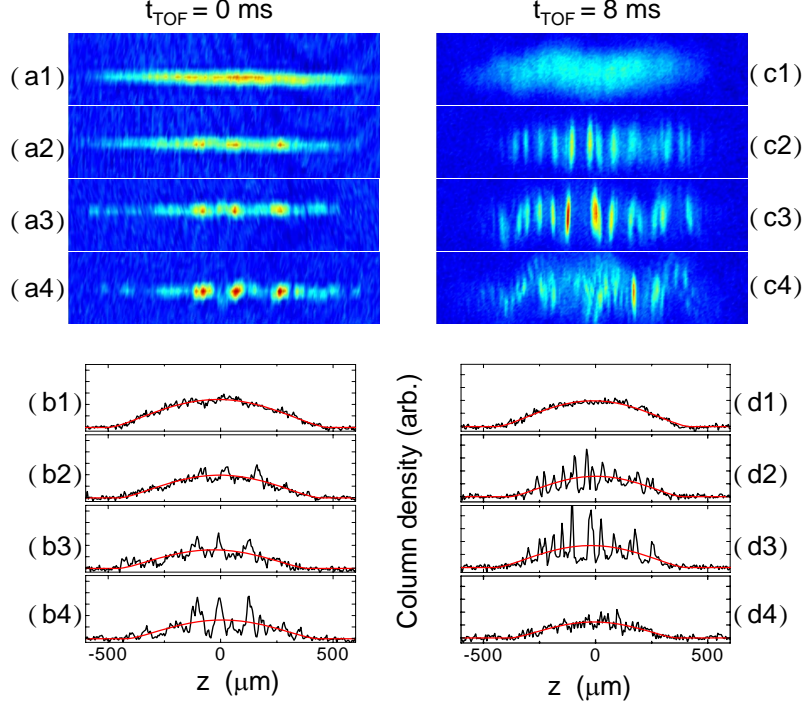 t_TOF = 0 ms
t_TOF = 8 ms
(a1)
(c1)
(a2)
(c2)
(a3)
(c3)
(a4)
(c4)
(b1)
(d1)
(b2)
(d2)
(b3)
(d3)
(b4)
(d4)
Column density (arb.)
-500 0 500
-500 0 500
z (μm)
z (μm)